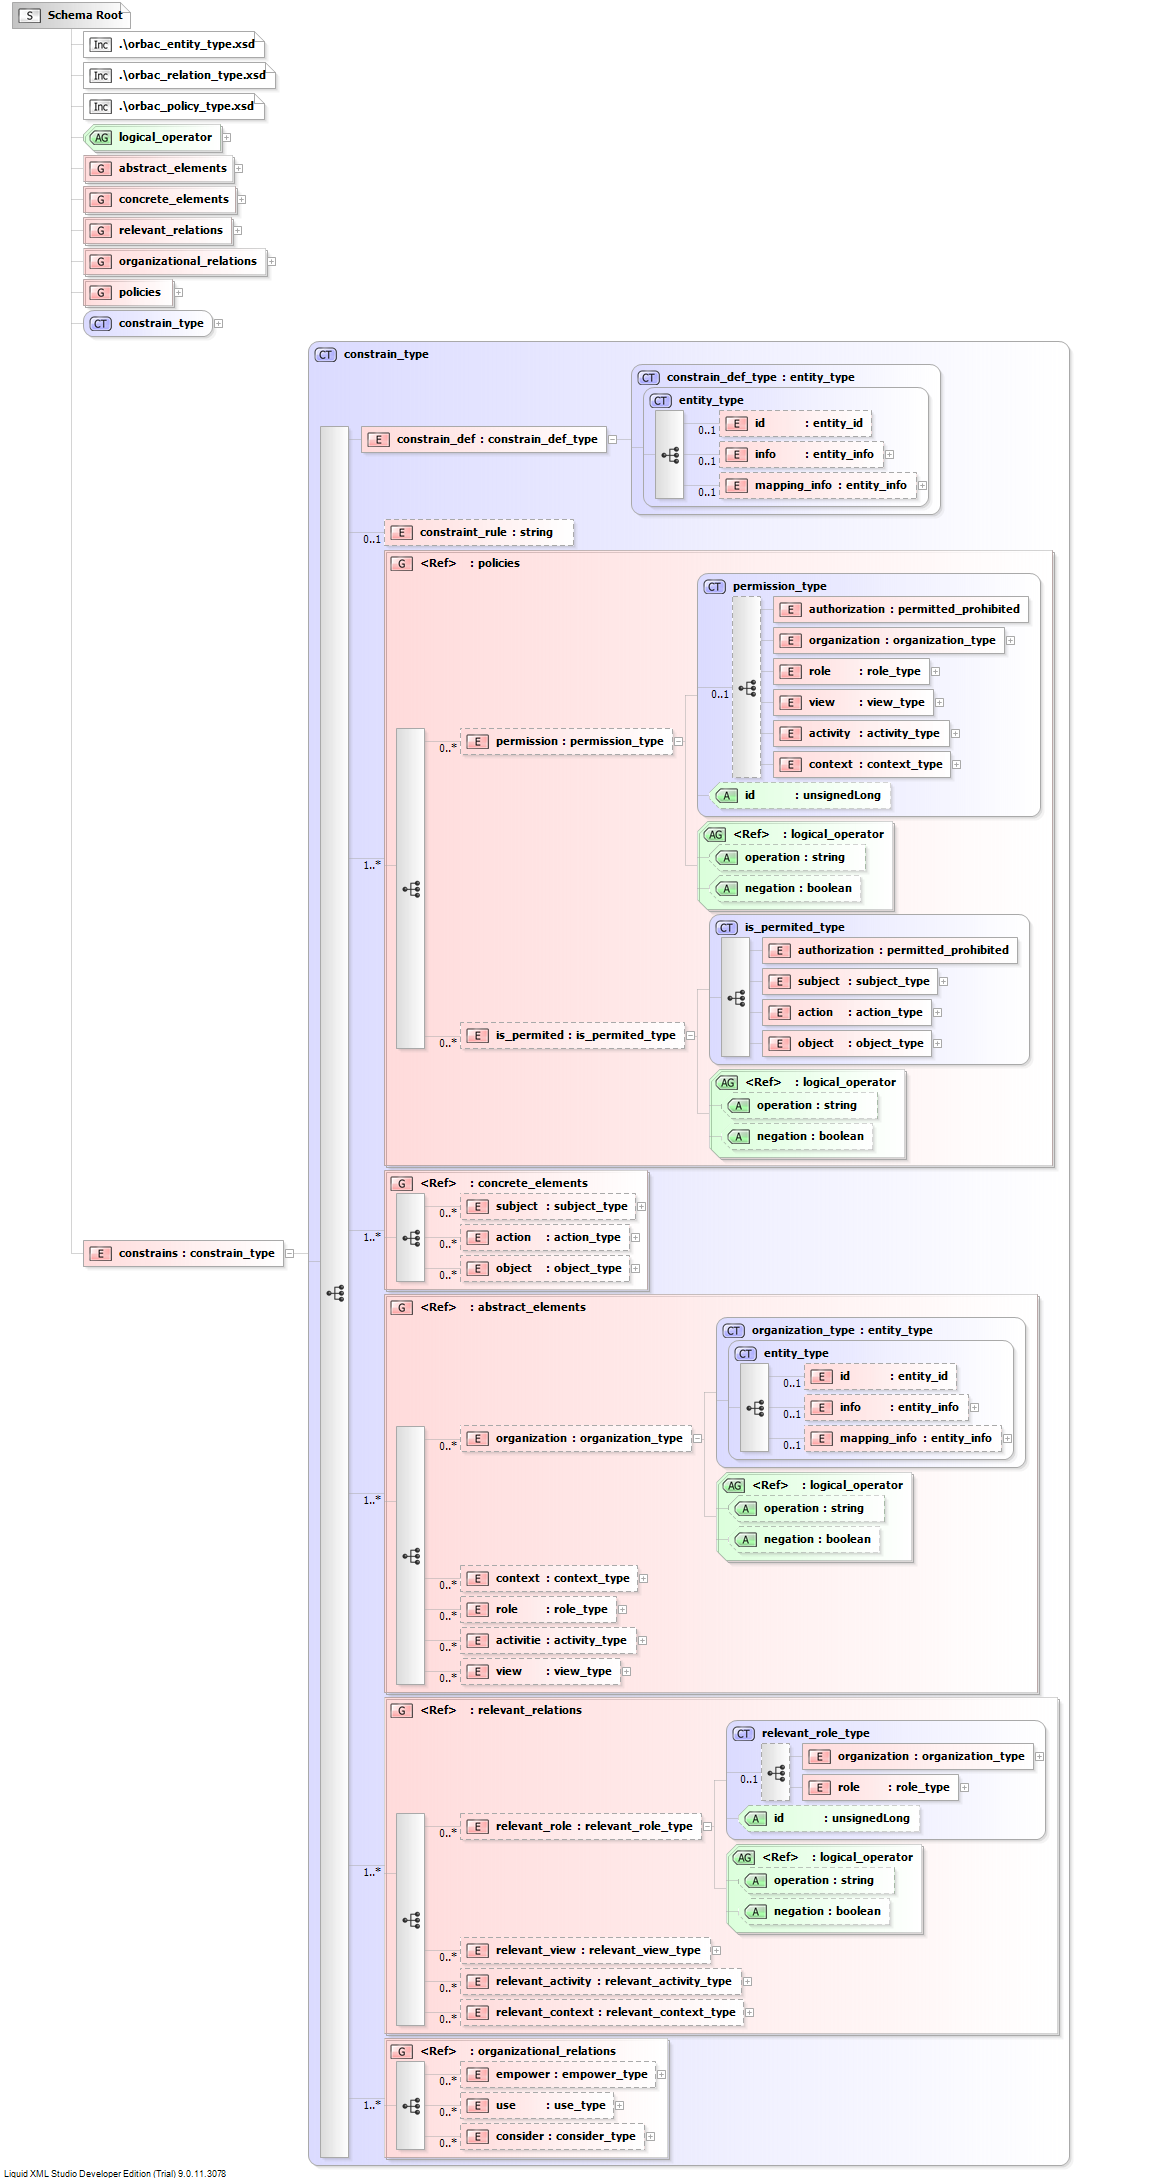 S Schema Root
Inc .\orbac_entity_type.xsd
Inc .\orbac_relation_type.xsd
Inc .\orbac_policy_type.xsd
AG logical_operator
G abstract_elements
G concrete_elements
G relevant_relations
G organizational_relations
G policies
CT constrain_type
CT constrain_type
CT constrain_def_type : entity_type
CT entity_type
E constrain_def : constrain_def_type
0..1 E id : entity_id
0..1 E info : entity_info
0..1 E mapping_info : entity_info
0..1 E constraint_rule : string
1..* G <Ref> : policies
0..* E permission : permission_type
CT permission_type
0..1
E authorization : permitted_prohibited
E organization : organization_type
E role : role_type
E view : view_type
E activity : activity_type
E context : context_type
A id : unsignedLong
AG <Ref> : logical_operator
A operation : string
A negation : boolean
0..* E is_permited : is_permited_type
CT is_permited_type
E authorization : permitted_prohibited
E subject : subject_type
E action : action_type
E object : object_type
AG <Ref> : logical_operator
A operation : string
A negation : boolean
E constrains : constrain_type
1..* G <Ref> : concrete_elements
0..* E subject : subject_type
0..* E action : action_type
0..* E object : object_type
1..* G <Ref> : abstract_elements
0..* E organization : organization_type
CT organization_type : entity_type
CT entity_type
0..1 E id : entity_id
0..1 E info : entity_info
0..1 E mapping_info : entity_info
AG <Ref> : logical_operator
A operation : string
A negation : boolean
0..* E context : context_type
0..* E role : role_type
0..* E activitie : activity_type
0..* E view : view_type
1..* G <Ref> : relevant_relations
0..* E relevant_role : relevant_role_type
CT relevant_role_type
0..1
E organization : organization_type
E role : role_type
A id : unsignedLong
AG <Ref> : logical_operator
A operation : string
A negation : boolean
0..* E relevant_view : relevant_view_type
0..* E relevant_activity : relevant_activity_type
0..* E relevant_context : relevant_context_type
1..* G <Ref> : organizational_relations
0..* E empower : empower_type
0..* E use : use_type
0..* E consider : consider_type
Liquid XML Studio Developer Edition (Trial) 9.0.11.3078